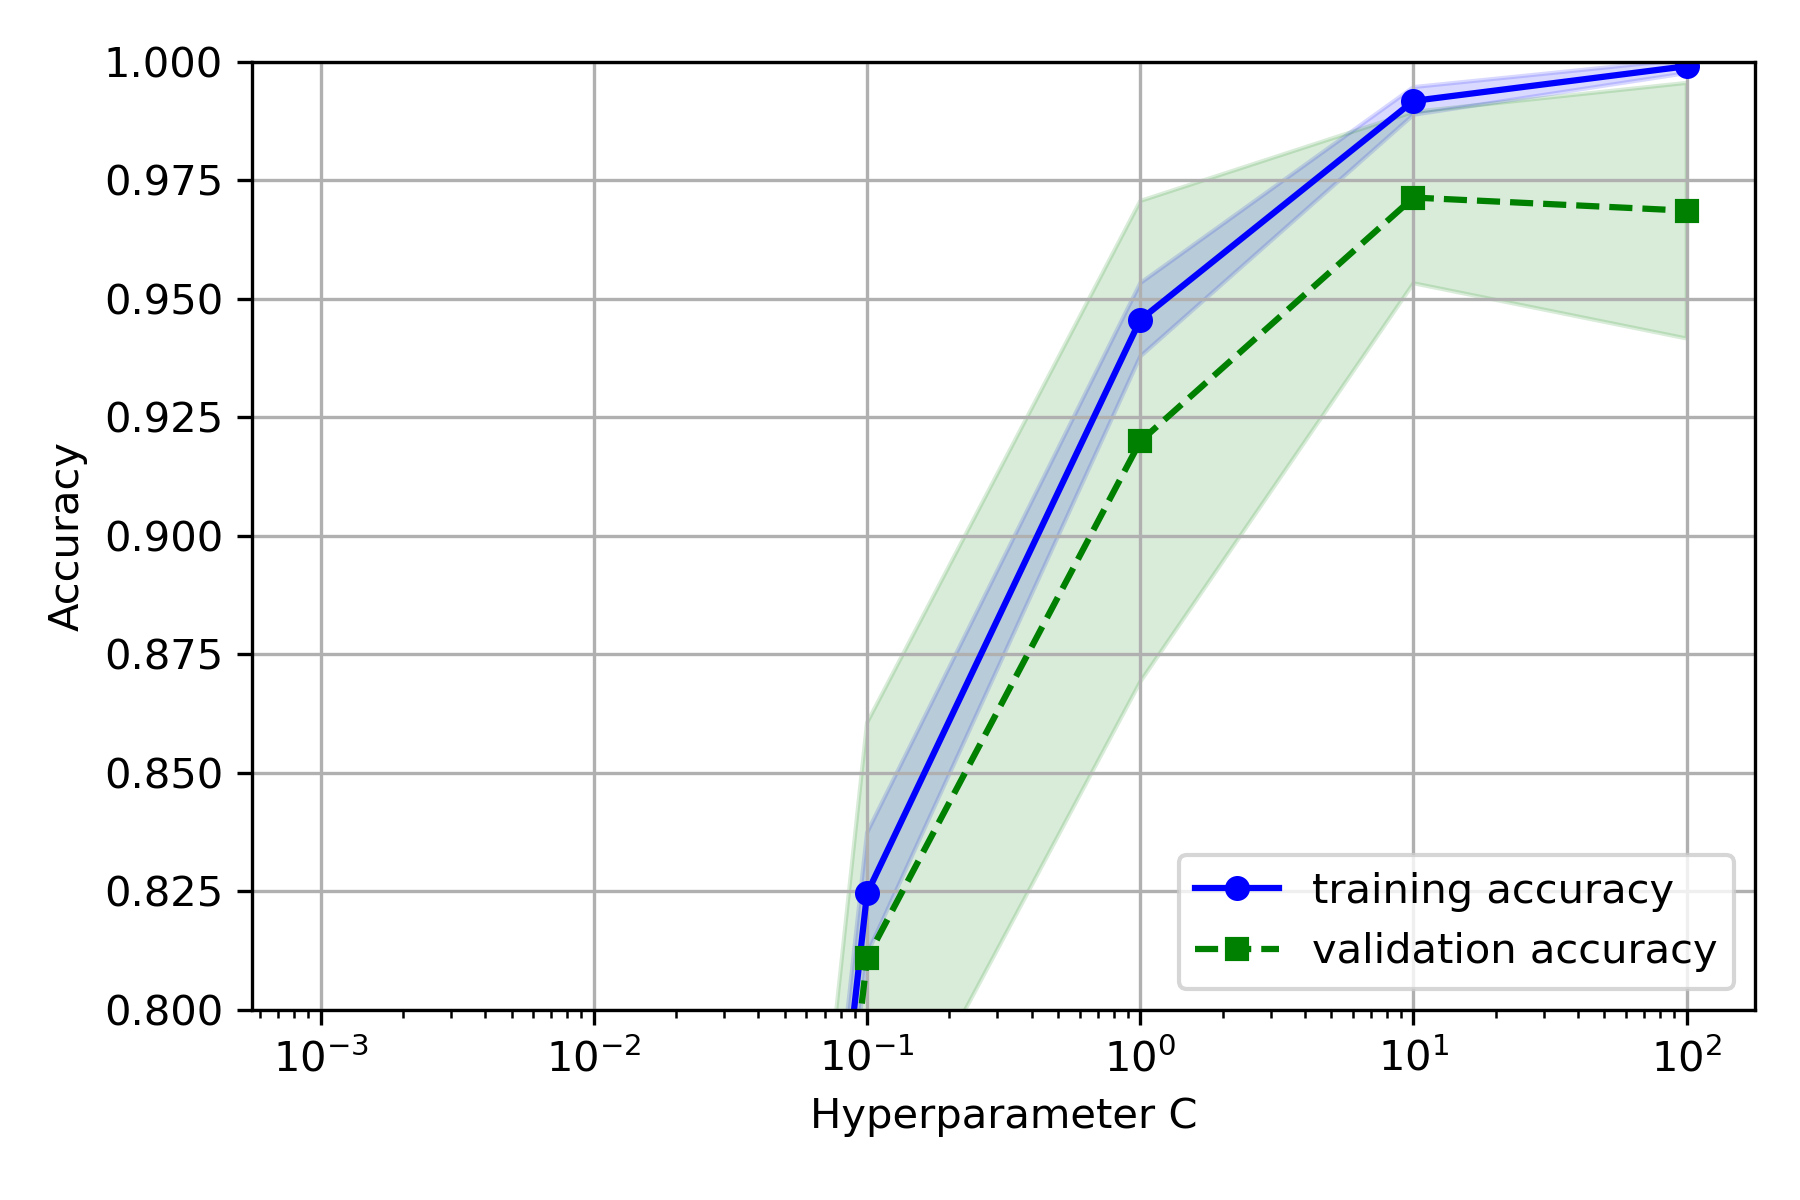 1.000
0.975
0.950
0.925
0.900
0.875
0.850
0.825
0.800
Accuracy
training accuracy
validation accuracy
10⁻³ 10⁻² 10⁻¹ 10⁰ 10¹ 10²
Hyperparameter C